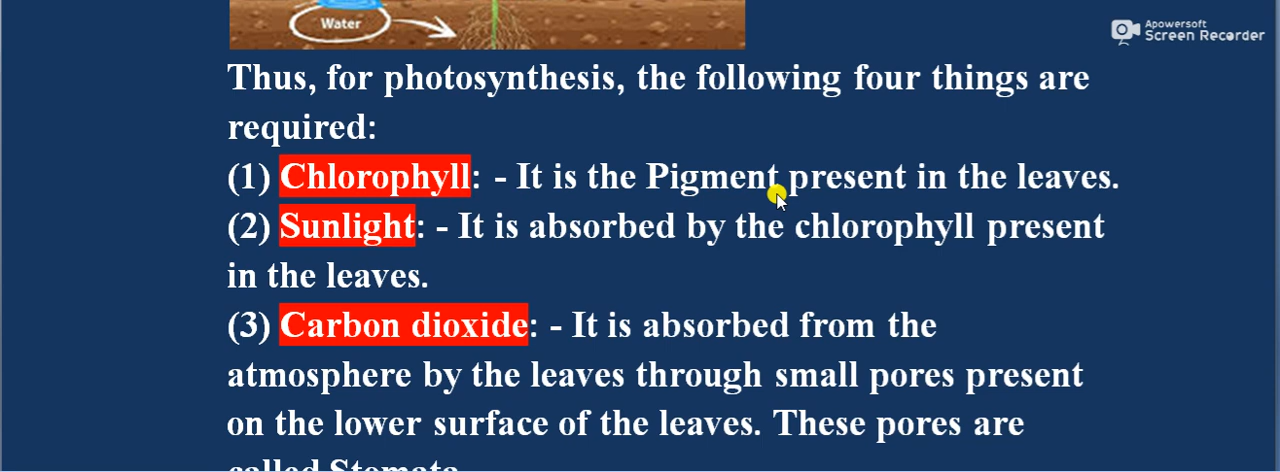 Water
Apowersoft
Screen Recorder
Thus, for photosynthesis, the following four things are
required:
(1) Chlorophyll: - It is the Pigment present in the leaves.
(2) Sunlight: - It is absorbed by the chlorophyll present
in the leaves.
(3) Carbon dioxide: - It is absorbed from the
atmosphere by the leaves through small pores present
on the lower surface of the leaves. These pores are
called Stomata